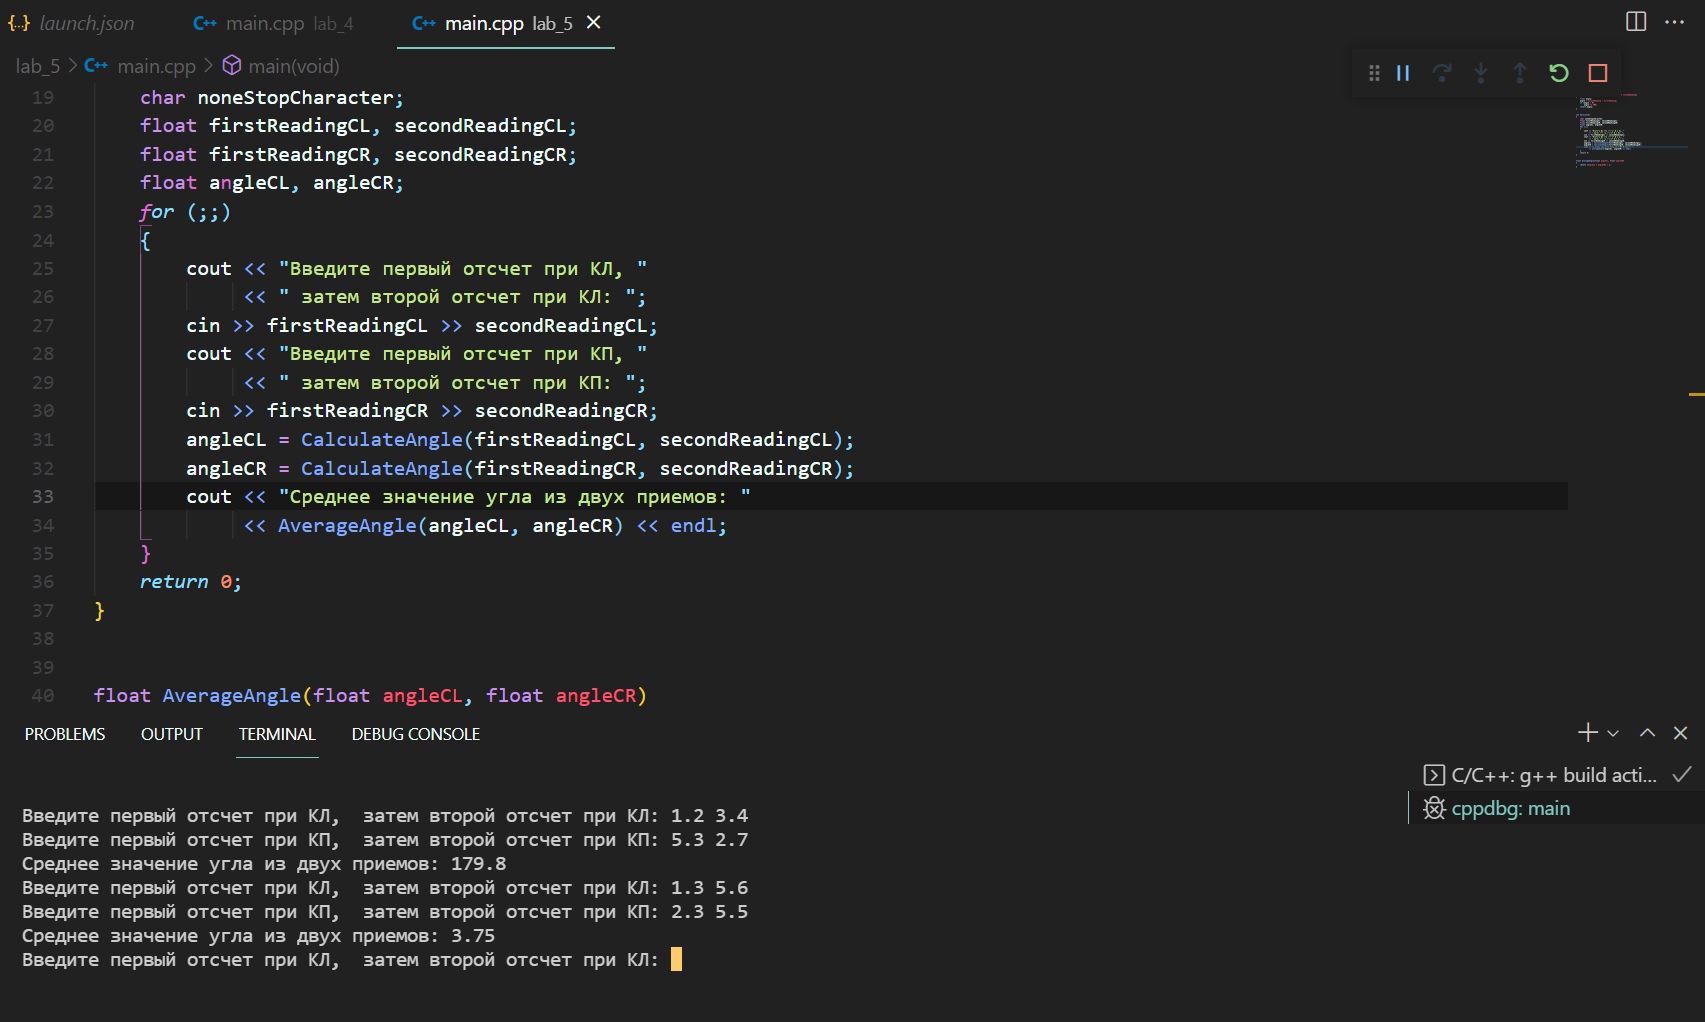 {..} launch.json   C++ main.cpp lab_4   C++ main.cpp lab_5 ×
lab_5 > C++ main.cpp > main(void)
19 char noneStopCharacter;
20 float firstReadingCL, secondReadingCL;
21 float firstReadingCR, secondReadingCR;
22 float angleCL, angleCR;
23 for (;;)
24 {
25 cout << "Введите первый отсчет при КЛ, "
26 << " затем второй отсчет при КЛ: ";
27 cin >> firstReadingCL >> secondReadingCL;
28 cout << "Введите первый отсчет при КП, "
29 << " затем второй отсчет при КП: ";
30 cin >> firstReadingCR >> secondReadingCR;
31 angleCL = CalculateAngle(firstReadingCL, secondReadingCL);
32 angleCR = CalculateAngle(firstReadingCR, secondReadingCR);
33 cout << "Среднее значение угла из двух приемов: "
34 << AverageAngle(angleCL, angleCR) << endl;
35 }
36 return 0;
37 }
38
39
40 float AverageAngle(float angleCL, float angleCR)
PROBLEMS   OUTPUT   TERMINAL   DEBUG CONSOLE
C/C++: g++ build acti...
cppdbg: main
Введите первый отсчет при КЛ,  затем второй отсчет при КЛ: 1.2 3.4
Введите первый отсчет при КП,  затем второй отсчет при КП: 5.3 2.7
Среднее значение угла из двух приемов: 179.8
Введите первый отсчет при КЛ,  затем второй отсчет при КЛ: 1.3 5.6
Введите первый отсчет при КП,  затем второй отсчет при КП: 2.3 5.5
Среднее значение угла из двух приемов: 3.75
Введите первый отсчет при КЛ,  затем второй отсчет при КЛ: